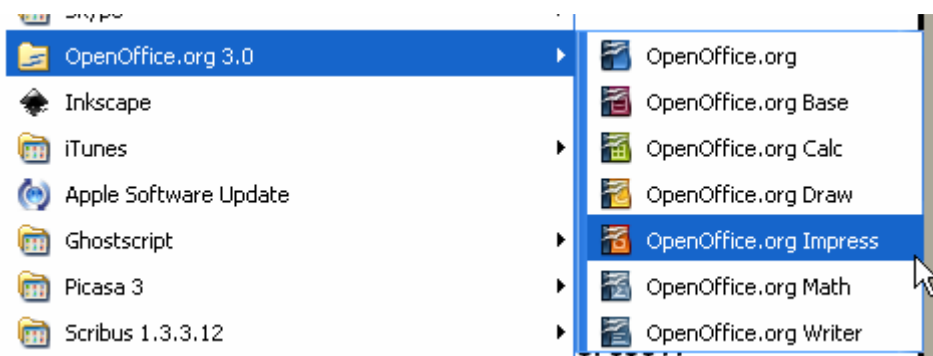 OpenOffice.org 3.0
Inkscape
iTunes
Apple Software Update
Ghostscript
Picasa 3
Scribus 1.3.3.12
OpenOffice.org
OpenOffice.org Base
OpenOffice.org Calc
OpenOffice.org Draw
OpenOffice.org Impress
OpenOffice.org Math
OpenOffice.org Writer